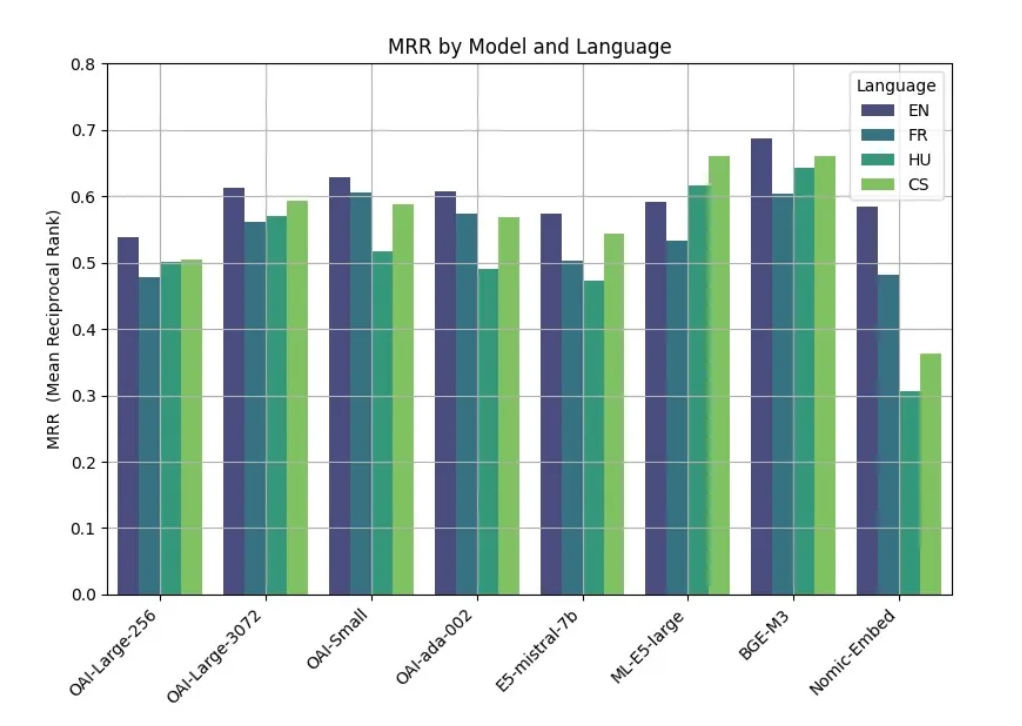 MRR by Model and Language
MRR  (Mean Reciprocal Rank)
0.8
0.7
0.6
0.5
0.4
0.3
0.2
0.1
0.0
Language
EN
FR
HU
CS
OAI-Large-256
OAI-Large-3072
OAI-Small
OAI-ada-002
E5-mistral-7b
ML-E5-large
BGE-M3
Nomic-Embed